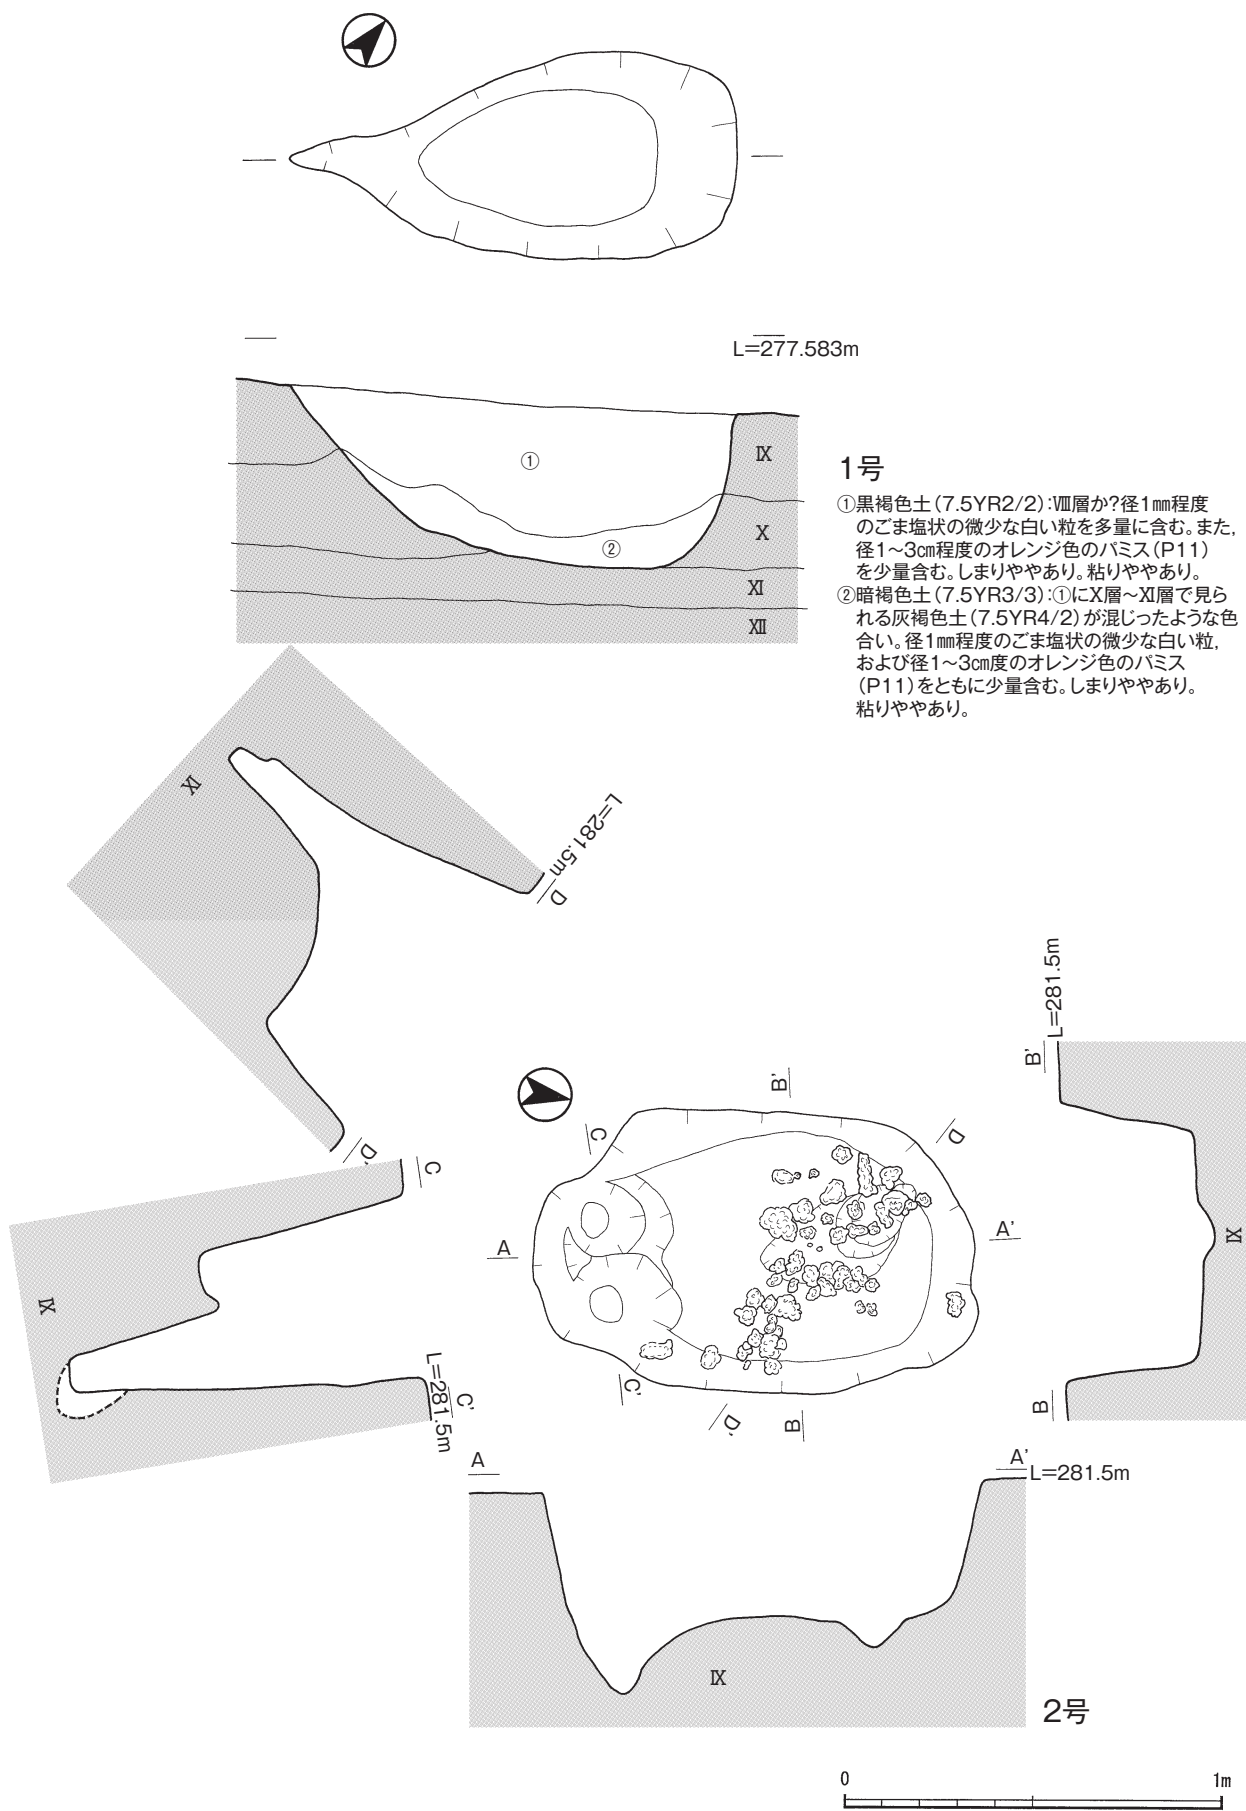 L=277.583m
①
②
Ⅸ
Ⅹ
Ⅺ
Ⅻ
1号
①黒褐色土(7.5YR2/2):Ⅷ層か?径1㎜程度
のごま塩状の微少な白い粒を多量に含む。また,
径1~3㎝程度のオレンジ色のパミス(P11)
を少量含む。しまりややあり。粘りややあり。
②暗褐色土(7.5YR3/3):①にⅩ層~Ⅺ層で見ら
れる灰褐色土(7.5YR4/2)が混じったような色
合い。径1㎜程度のごま塩状の微少な白い粒,
および径1~3㎝度のオレンジ色のパミス
(P11)をともに少量含む。しまりややあり。
粘りややあり。
Ⅸ
L=281.5m
D
D'
C
Ⅸ
L=281.5m
C'
B'
C
D
A
A'
C'
D'
B
L=281.5m
B'
Ⅸ
B
A
A'
L=281.5m
Ⅸ
2号
0
1m